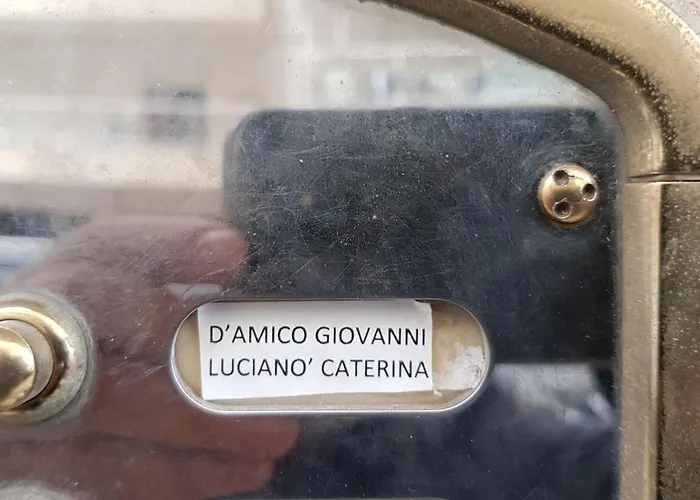 D'AMICO GIOVANNI
LUCIANO' CATERINA